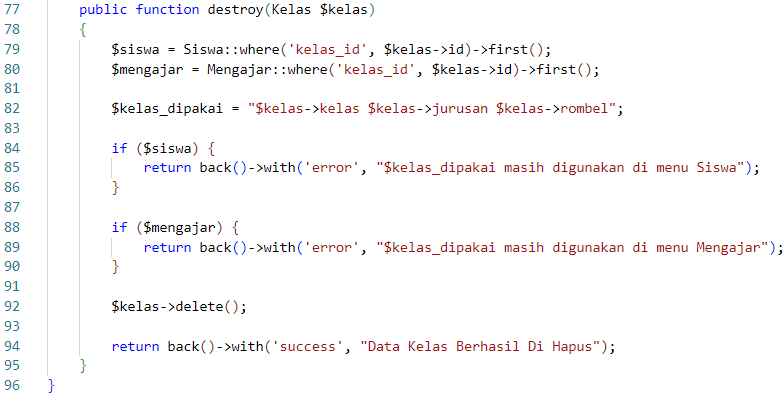 77 public function destroy(Kelas $kelas)
78 {
79 $siswa = Siswa::where('kelas_id', $kelas->id)->first();
80 $mengajar = Mengajar::where('kelas_id', $kelas->id)->first();
81
82 $kelas_dipakai = "$kelas->kelas $kelas->jurusan $kelas->rombel";
83
84 if ($siswa) {
85 return back()->with('error', "$kelas_dipakai masih digunakan di menu Siswa");
86 }
87
88 if ($mengajar) {
89 return back()->with('error', "$kelas_dipakai masih digunakan di menu Mengajar");
90 }
91
92 $kelas->delete();
93
94 return back()->with('success', "Data Kelas Berhasil Di Hapus");
95 }
96 }